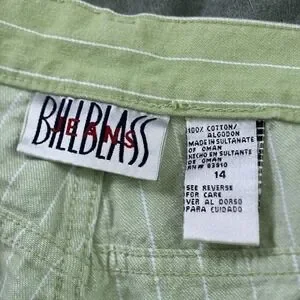 BILLBLASS
JEANS
100% COTTON/
ALGODON
MADE IN SULTANATE
OF OMAN
HECHO EN SULTANTE
DE OMAN
RN# 83910
14
SEE REVERSE
FOR CARE
VER AL DORSO
PARA CUIDADO